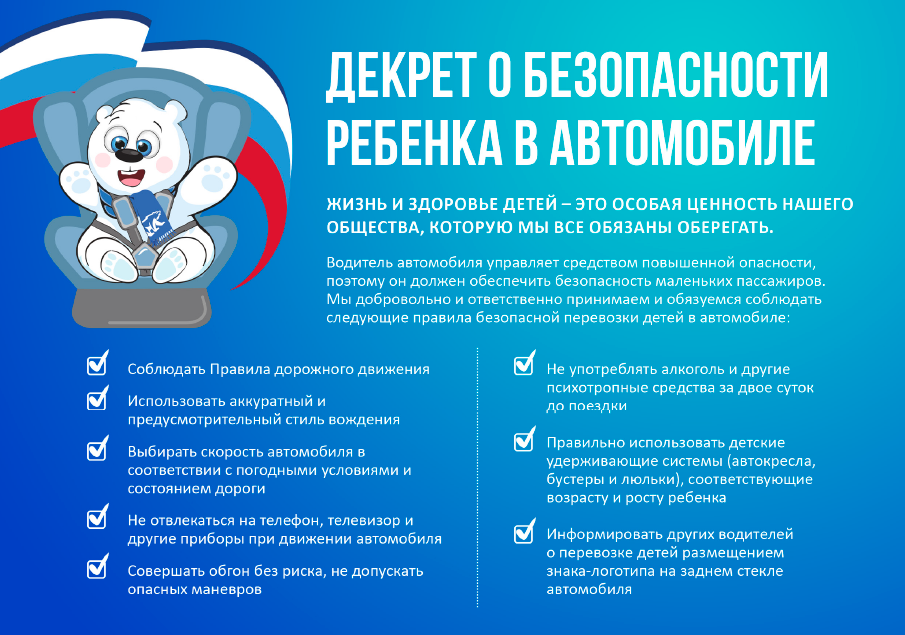 ДЕКРЕТ О БЕЗОПАСНОСТИ
РЕБЕНКА В АВТОМОБИЛЕ
ЖИЗНЬ И ЗДОРОВЬЕ ДЕТЕЙ – ЭТО ОСОБАЯ ЦЕННОСТЬ НАШЕГО
ОБЩЕСТВА, КОТОРУЮ МЫ ВСЕ ОБЯЗАНЫ ОБЕРЕГАТЬ.
Водитель автомобиля управляет средством повышенной опасности,
поэтому он должен обеспечить безопасность маленьких пассажиров.
Мы добровольно и ответственно принимаем и обязуемся соблюдать
следующие правила безопасной перевозки детей в автомобиле:
Соблюдать Правила дорожного движения
Использовать аккуратный и
предусмотрительный стиль вождения
Выбирать скорость автомобиля в
соответствии с погодными условиями и
состоянием дороги
Не отвлекаться на телефон, телевизор и
другие приборы при движении автомобиля
Совершать обгон без риска, не допускать
опасных маневров
Не употреблять алкоголь и другие
психотропные средства за двое суток
до поездки
Правильно использовать детские
удерживающие системы (автокресла,
бустеры и люльки), соответствующие
возрасту и росту ребенка
Информировать других водителей
о перевозке детей размещением
знака-логотипа на заднем стекле
автомобиля